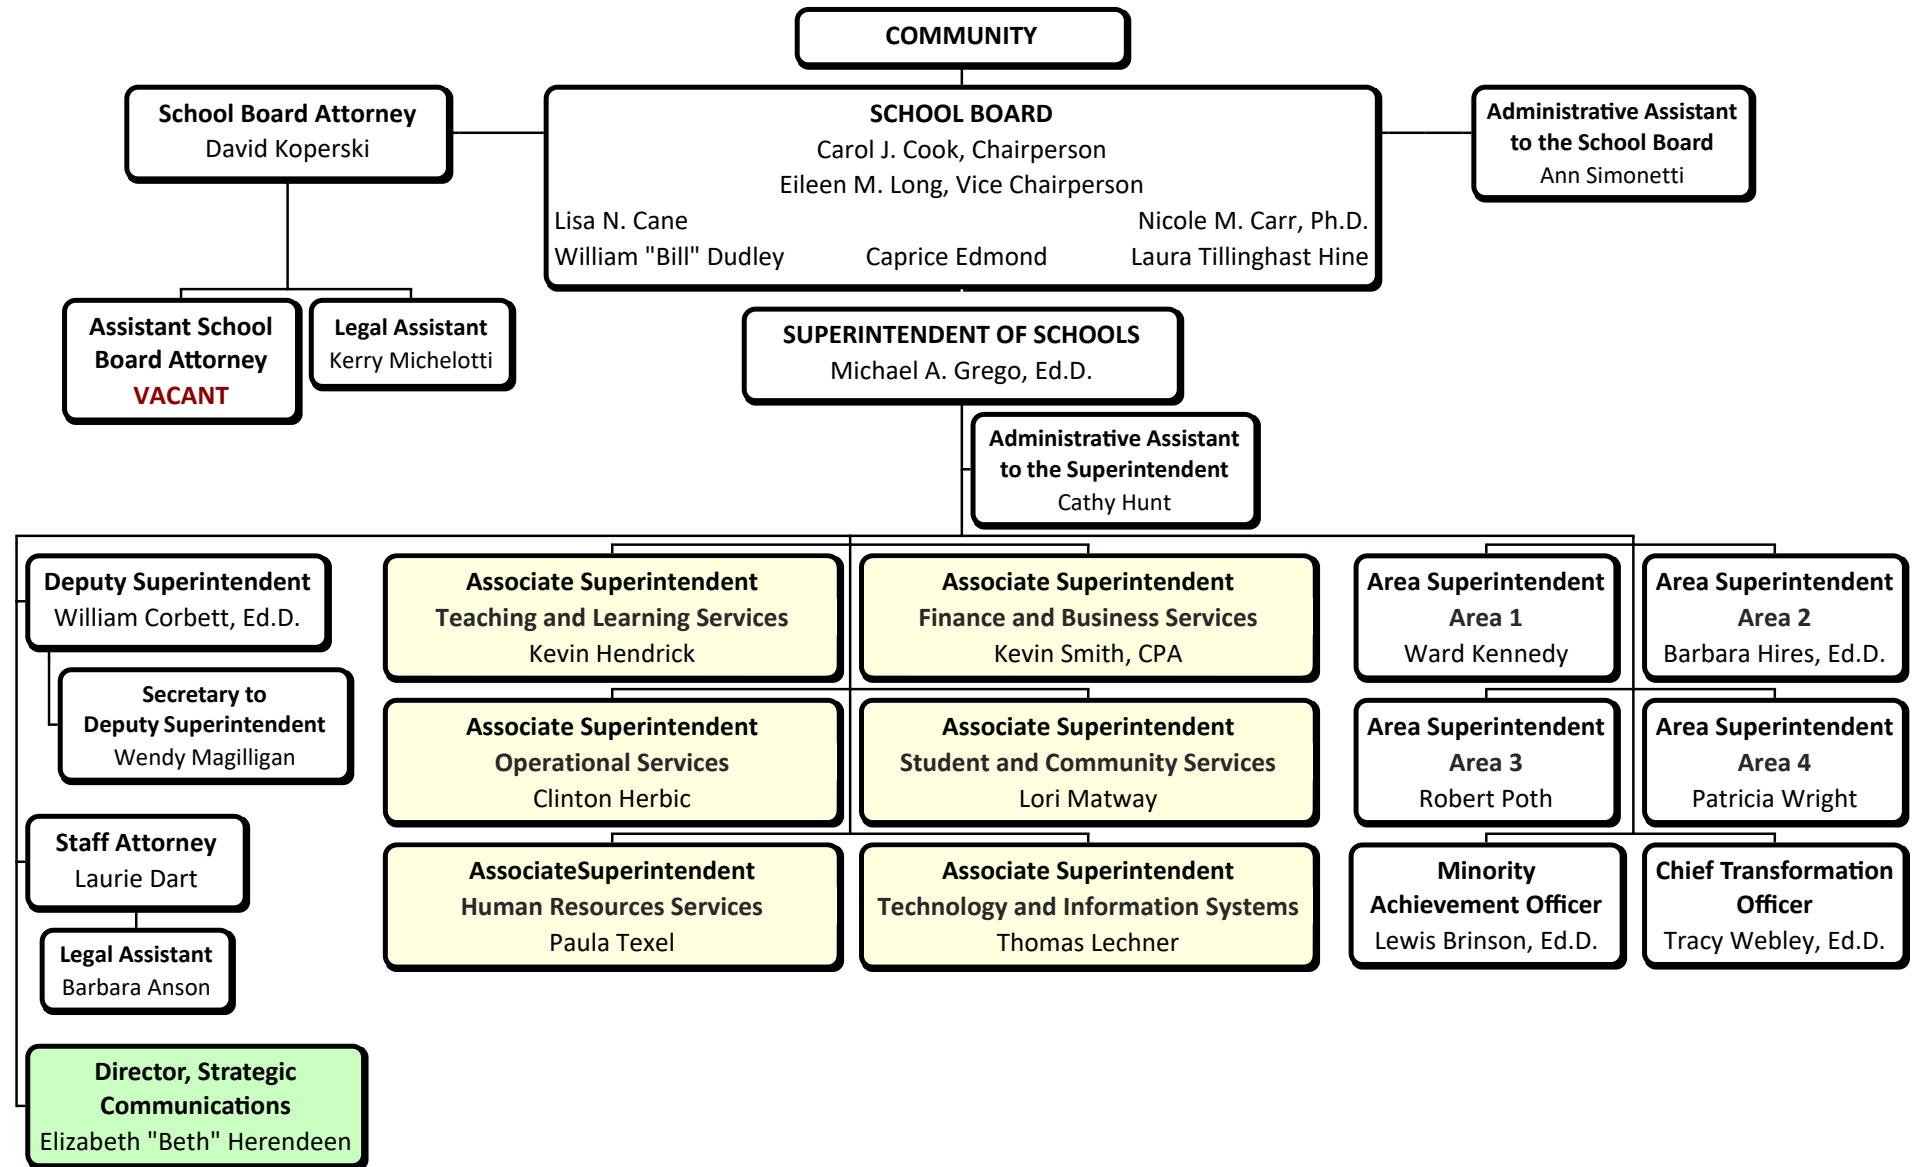 COMMUNITY
School Board Attorney
David Koperski
SCHOOL BOARD
Carol J. Cook, Chairperson
Eileen M. Long, Vice Chairperson
Lisa N. Cane Nicole M. Carr, Ph.D.
William "Bill" Dudley Caprice Edmond Laura Tillinghast Hine
Administrative Assistant
to the School Board
Ann Simonetti
Assistant School
Board Attorney
VACANT
Legal Assistant
Kerry Michelotti
SUPERINTENDENT OF SCHOOLS
Michael A. Grego, Ed.D.
Administrative Assistant
to the Superintendent
Cathy Hunt
Deputy Superintendent
William Corbett, Ed.D.
Secretary to
Deputy Superintendent
Wendy Magilligan
Staff Attorney
Laurie Dart
Legal Assistant
Barbara Anson
Director, Strategic
Communications
Elizabeth "Beth" Herendeen
Associate Superintendent
Teaching and Learning Services
Kevin Hendrick
Associate Superintendent
Finance and Business Services
Kevin Smith, CPA
Associate Superintendent
Operational Services
Clinton Herbic
Associate Superintendent
Student and Community Services
Lori Matway
AssociateSuperintendent
Human Resources Services
Paula Texel
Associate Superintendent
Technology and Information Systems
Thomas Lechner
Area Superintendent
Area 1
Ward Kennedy
Area Superintendent
Area 2
Barbara Hires, Ed.D.
Area Superintendent
Area 3
Robert Poth
Area Superintendent
Area 4
Patricia Wright
Minority
Achievement Officer
Lewis Brinson, Ed.D.
Chief Transformation
Officer
Tracy Webley, Ed.D.